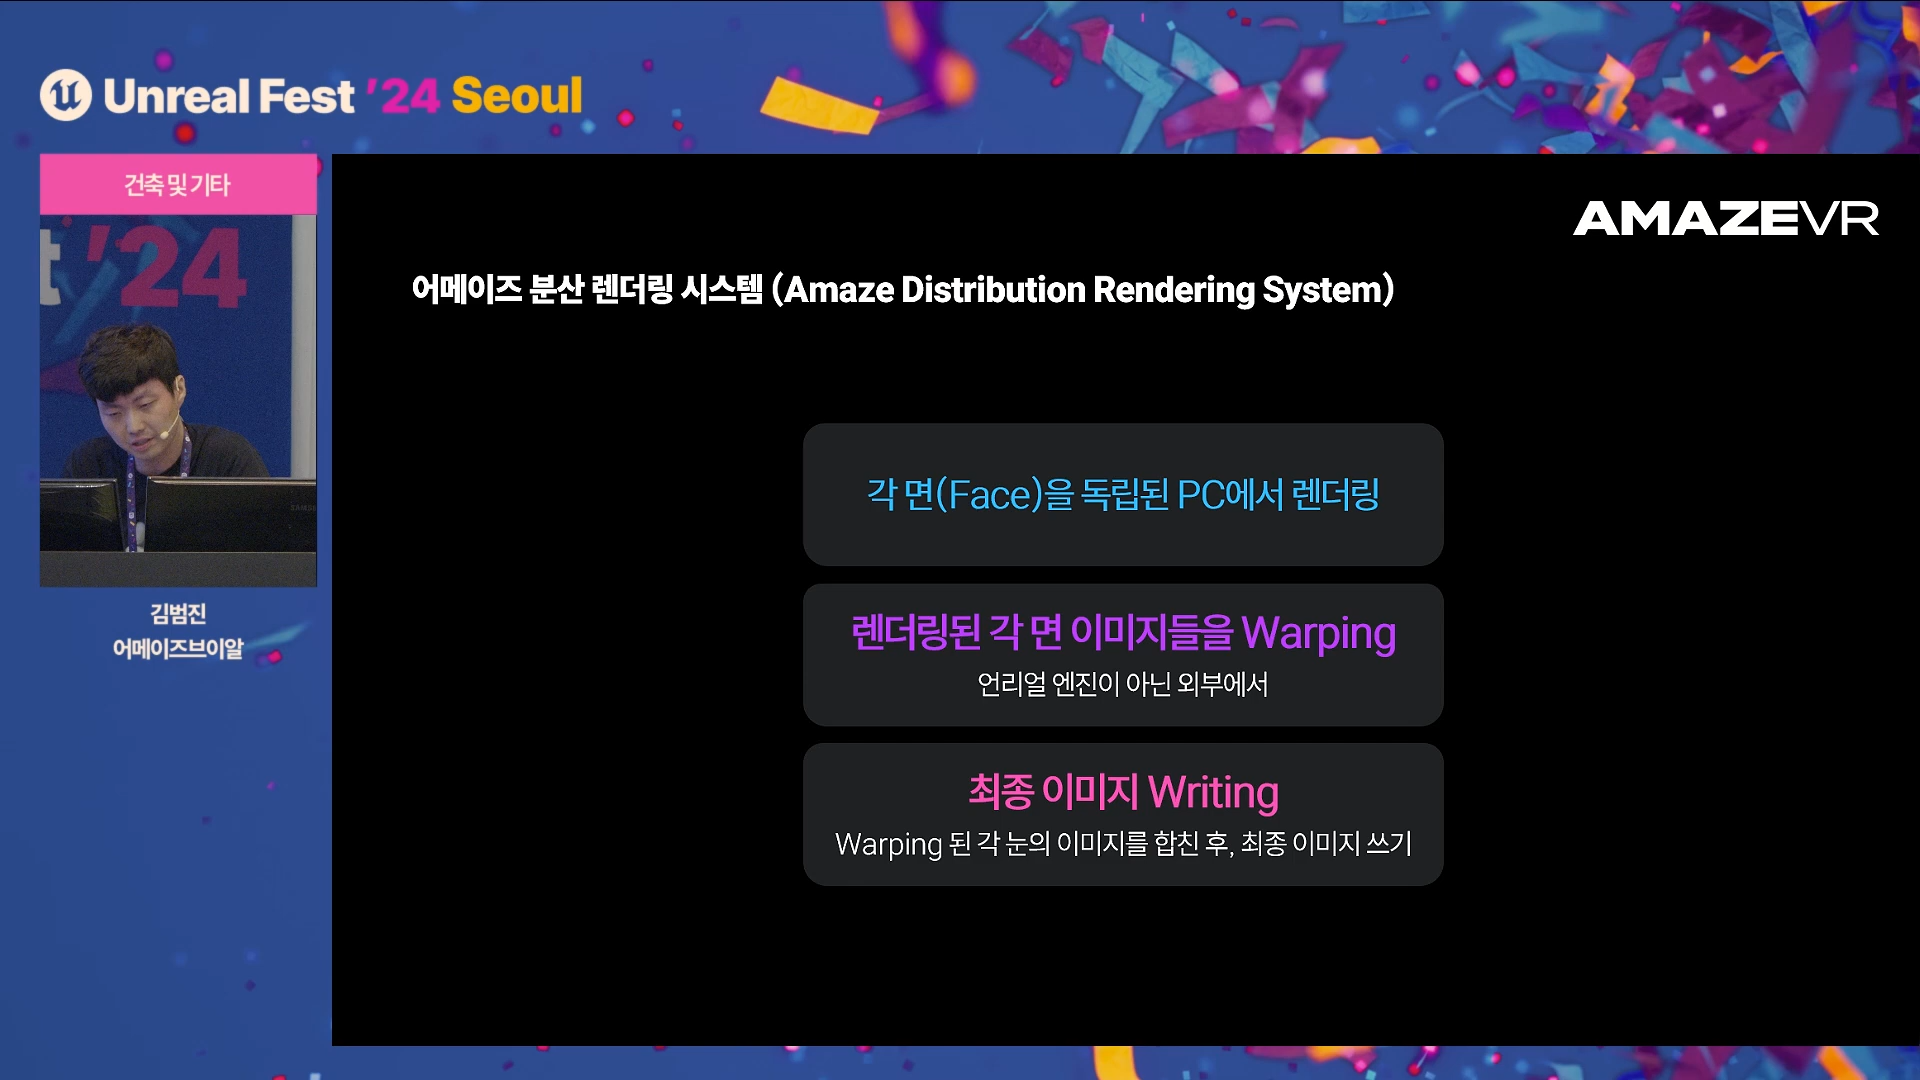 Unreal Fest '24 Seoul
건축 및 기타
t '24
SAMS
김범진
어메이즈브이알
AMAZEVR
어메이즈 분산 렌더링 시스템 (Amaze Distribution Rendering System)
각 면(Face)을 독립된 PC에서 렌더링
렌더링된 각 면 이미지들을 Warping
언리얼 엔진이 아닌 외부에서
최종 이미지 Writing
Warping 된 각 눈의 이미지를 합친 후, 최종 이미지 쓰기